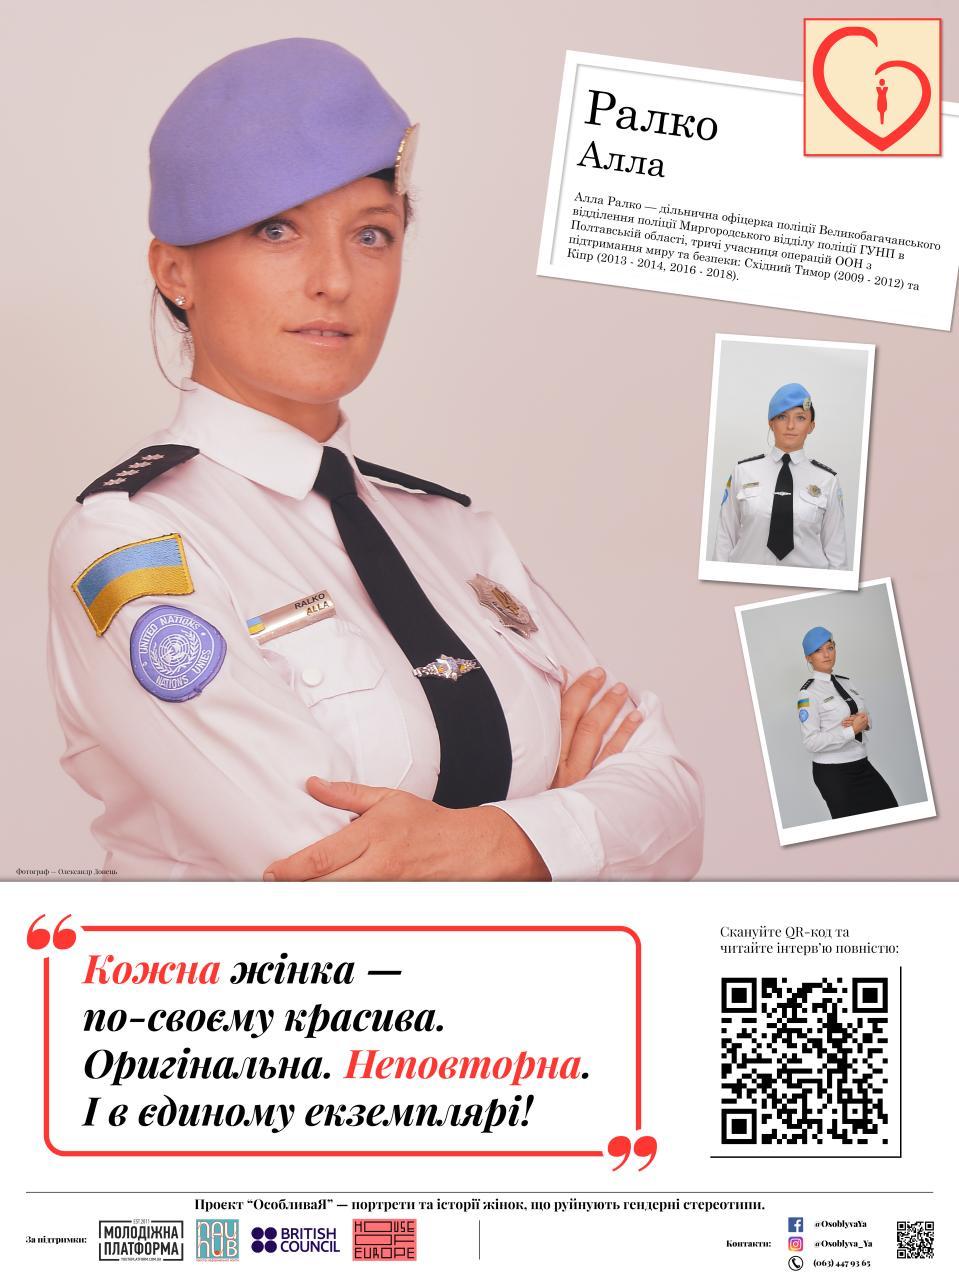 Ралко
Алла
Алла Ралко — дільнична офіцерка поліції Великобагачанського
відділення поліції Миргородського відділу поліції ГУНП в
Полтавській області, тричі учасниця операцій ООН з
підтримання миру та безпеки: Східний Тимор (2009 - 2012) та
Кіпр (2013 - 2014, 2016 - 2018).
RALKO
ALLA
UNITED NATIONS
NATIONS UNIES
Фотограф — Олександр Донець
“Кожна жінка —
по-своєму красива.
Оригінальна. Неповторна.
І в єдиному екземплярі!”
Скануйте QR-код та
читайте інтерв’ю повністю:
Проєкт “ОсобливаЯ” — портрети та історії жінок, що руйнують гендерні стереотипи.
За підтримки:
EST.2011
МОЛОДІЖНА
ПЛАТФОРМА
BRITISH
COUNCIL
HOUSE
OF
EUROPE
Контакти:
@OsoblyvaYa
@Osoblyva_Ya
(063) 447 93 65